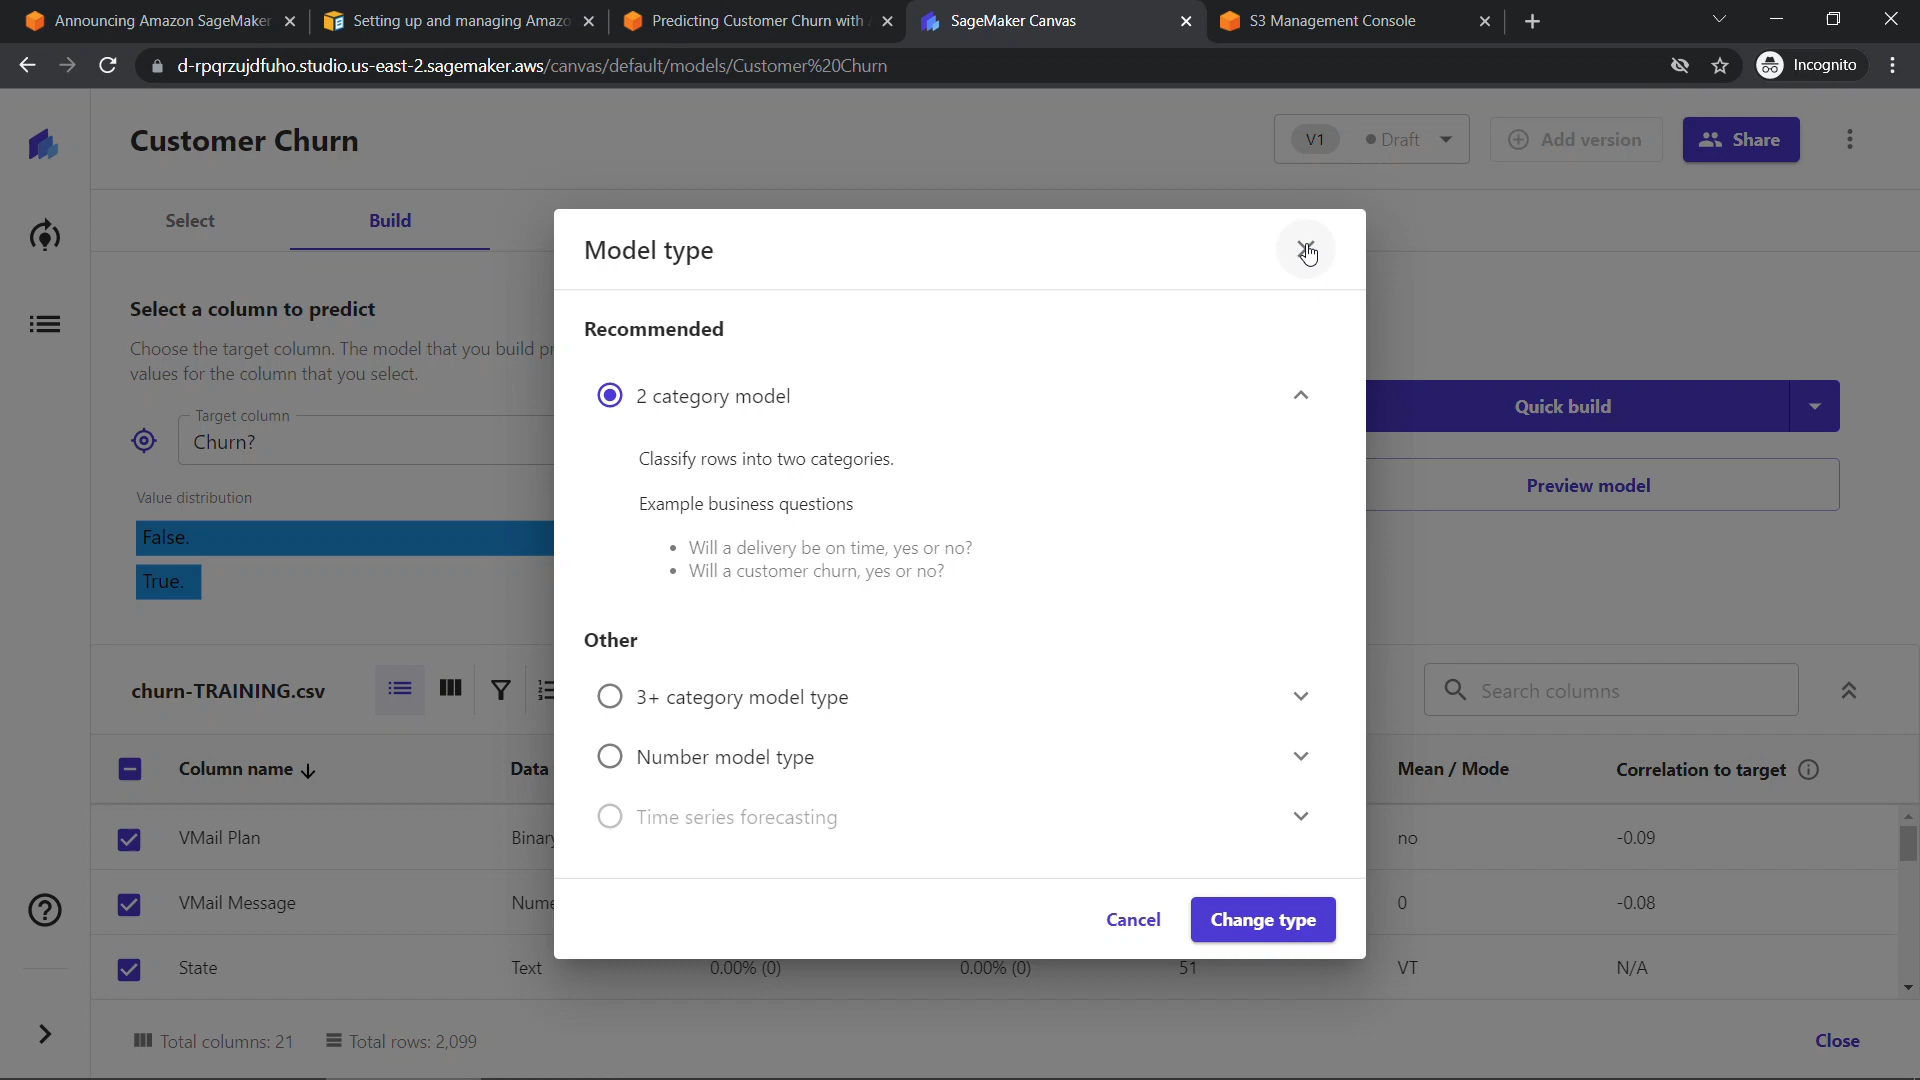 Announcing Amazon SageMaker
Setting up and managing Amazo
Predicting Customer Churn with
SageMaker Canvas
S3 Management Console
d-rpqrzujdfuho.studio.us-east-2.sagemaker.aws/canvas/default/models/Customer%20Churn
Incognito
Customer Churn
V1
Draft
Add version
Share
Select
Build
Select a column to predict
Choose the target column. The model that you build pr
values for the column that you select.
Target column
Churn?
Value distribution
False.
True.
Quick build
Preview model
Model type
Recommended
2 category model
Classify rows into two categories.
Example business questions
• Will a delivery be on time, yes or no?
• Will a customer churn, yes or no?
Other
3+ category model type
Number model type
Time series forecasting
Cancel
Change type
churn-TRAINING.csv
Search columns
Column name
Data
Mean / Mode
Correlation to target
VMail Plan
Binary
no
-0.09
VMail Message
Nume
0
-0.08
State
Text
0.00% (0)
0.00% (0)
51
VT
N/A
Total columns: 21
Total rows: 2,099
Close